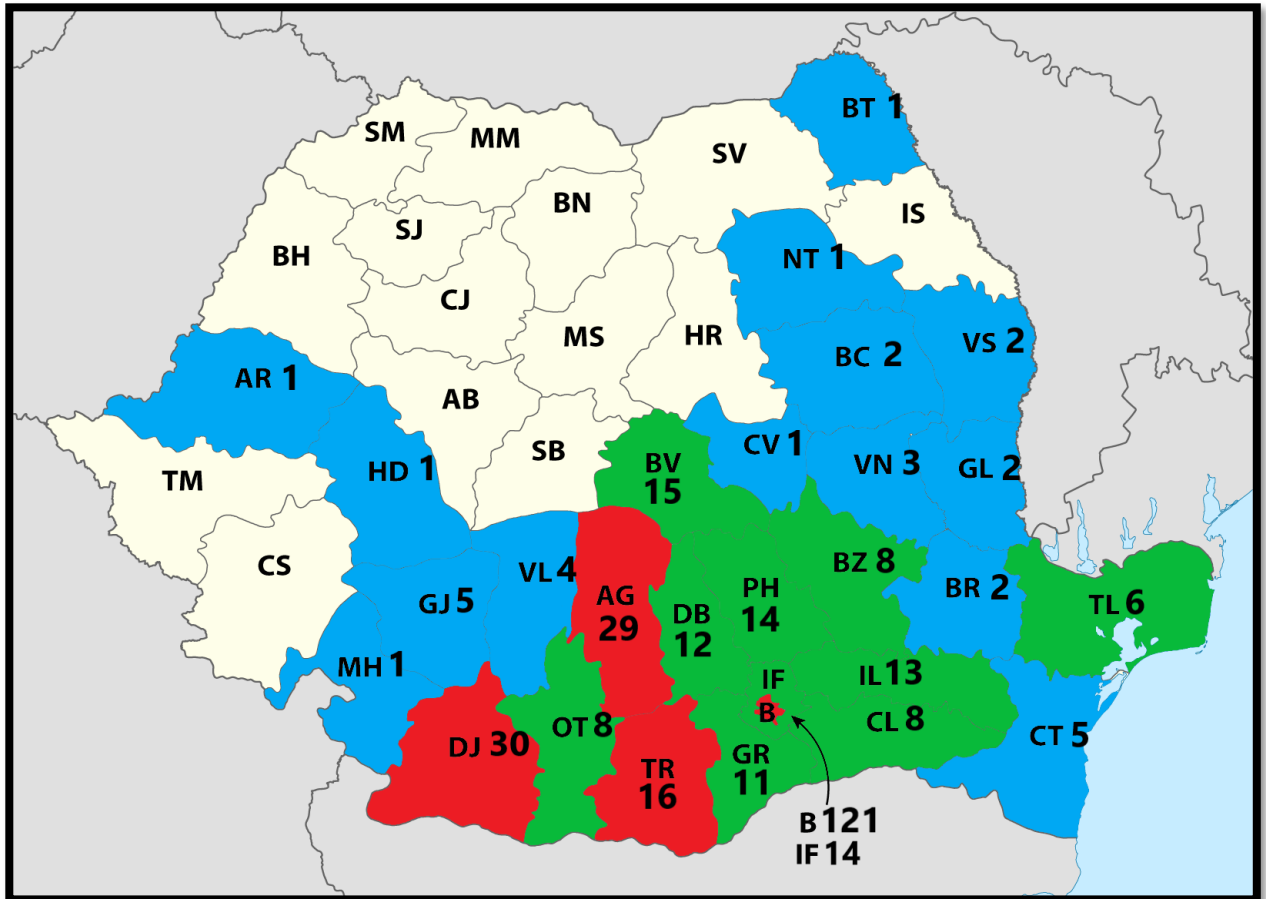 BT 1
SM
MM
SV
BN
IS
SJ
BH
NT 1
CJ
MS
HR
VS 2
BC 2
AR 1
AB
CV 1
SB
HD 1
BV
15
VN 3
GL 2
TM
CS
VL 4
BZ 8
GJ 5
AG
29
PH
14
BR 2
TL 6
DB
12
MH 1
IF
IL 13
B
CL 8
OT 8
CT 5
DJ 30
GR
11
TR
16
B 121
IF 14